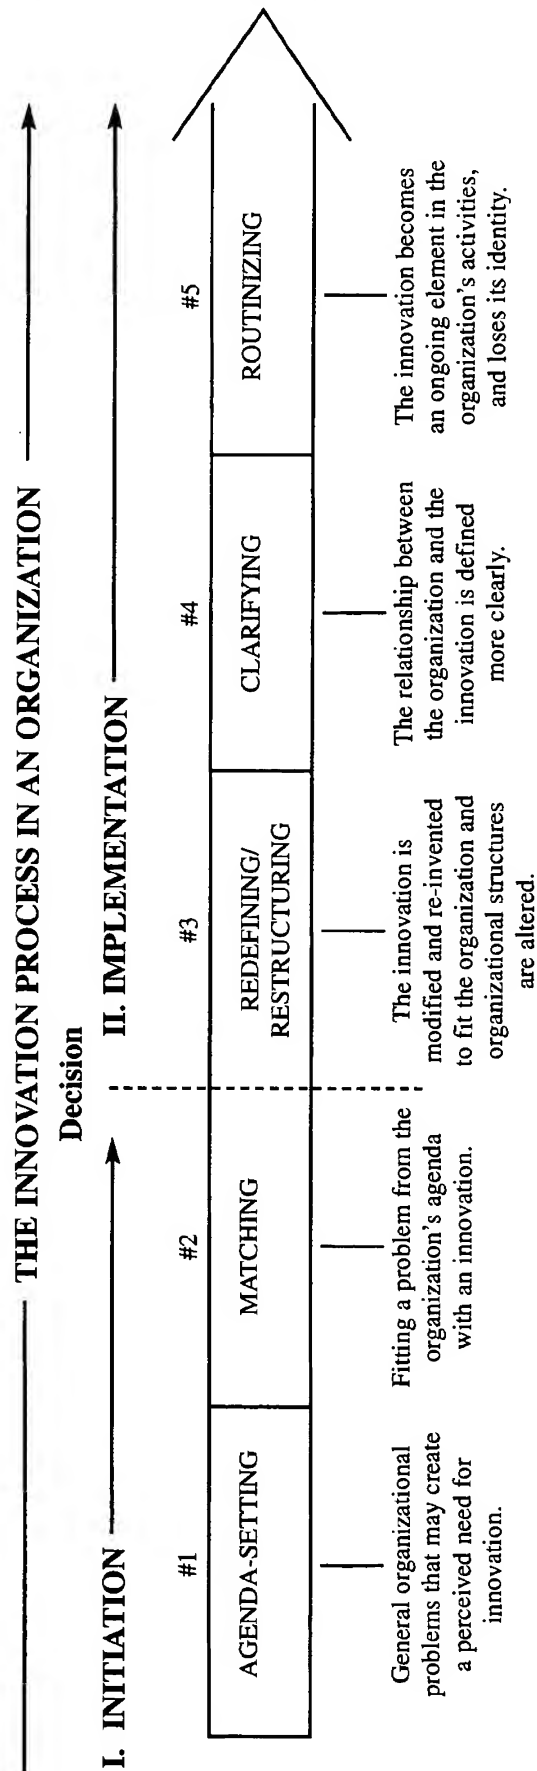 THE INNOVATION PROCESS IN AN ORGANIZATION
Decision
I. INITIATION
II. IMPLEMENTATION
#1
#2
#3
#4
#5
AGENDA-SETTING
MATCHING
REDEFINING/
RESTRUCTURING
CLARIFYING
ROUTINIZING
General organizational
problems that may create
a perceived need for
innovation.
Fitting a problem from the
organization's agenda
with an innovation.
The innovation is
modified and re-invented
to fit the organization and
organizational structures
are altered.
The relationship between
the organization and the
innovation is defined
more clearly.
The innovation becomes
an ongoing element in the
organization's activities,
and loses its identity.